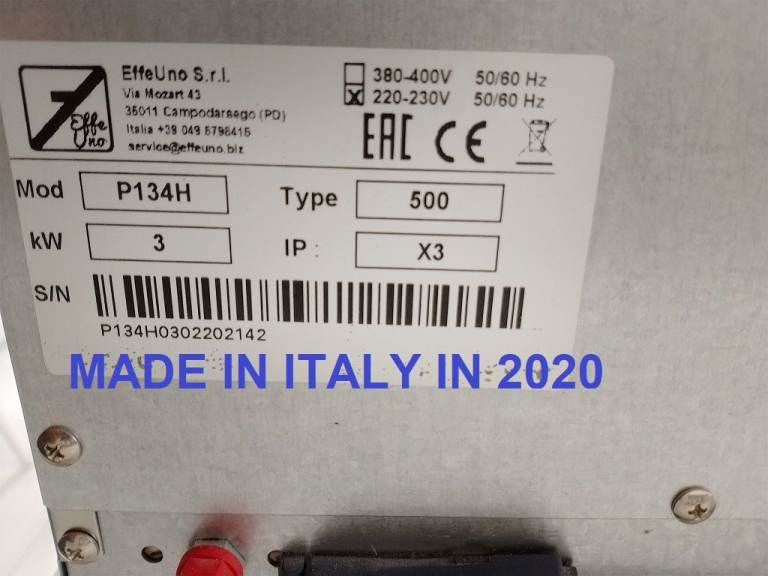 Effe
Uno
EffeUno S.r.l.
Via Mozart 43
35011 Campodarsego (PD)
Italia +39 049 5798415
service@effeuno.biz
380-400V 50/60 Hz
X 220-230V 50/60 Hz
EAC CE
Mod P134H Type 500
kW 3 IP : X3
S/N
P134H0302202142
MADE IN ITALY IN 2020